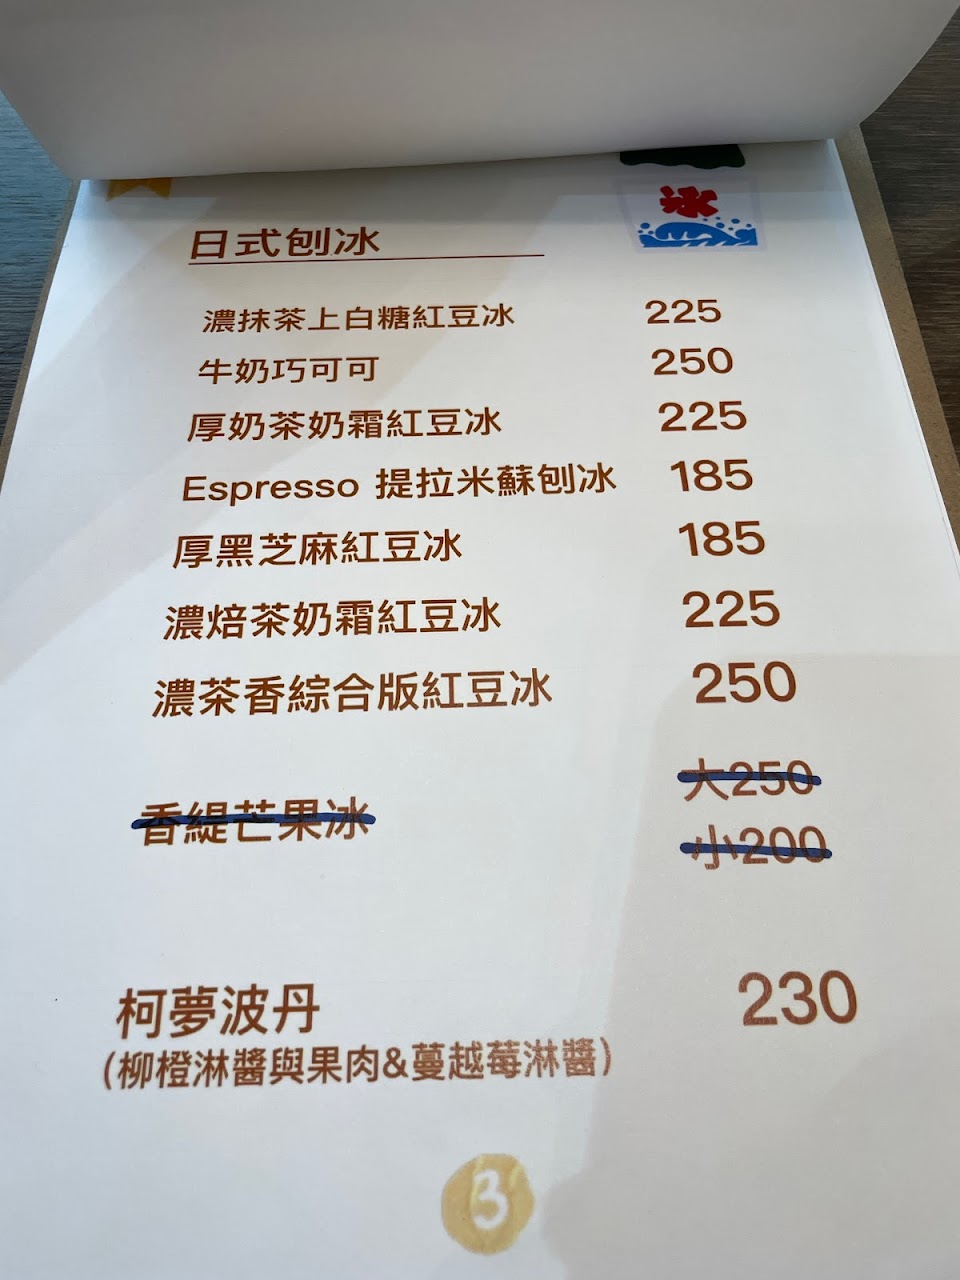 氷
日式刨冰
濃抹茶上白糖紅豆冰 225
牛奶巧可可 250
厚奶茶奶霜紅豆冰 225
Espresso 提拉米蘇刨冰 185
厚黑芝麻紅豆冰 185
濃焙茶奶霜紅豆冰 225
濃茶香綜合版紅豆冰 250
香緹芒果冰 大250
小200
柯夢波丹 230
(柳橙淋醬與果肉&蔓越莓淋醬)
3